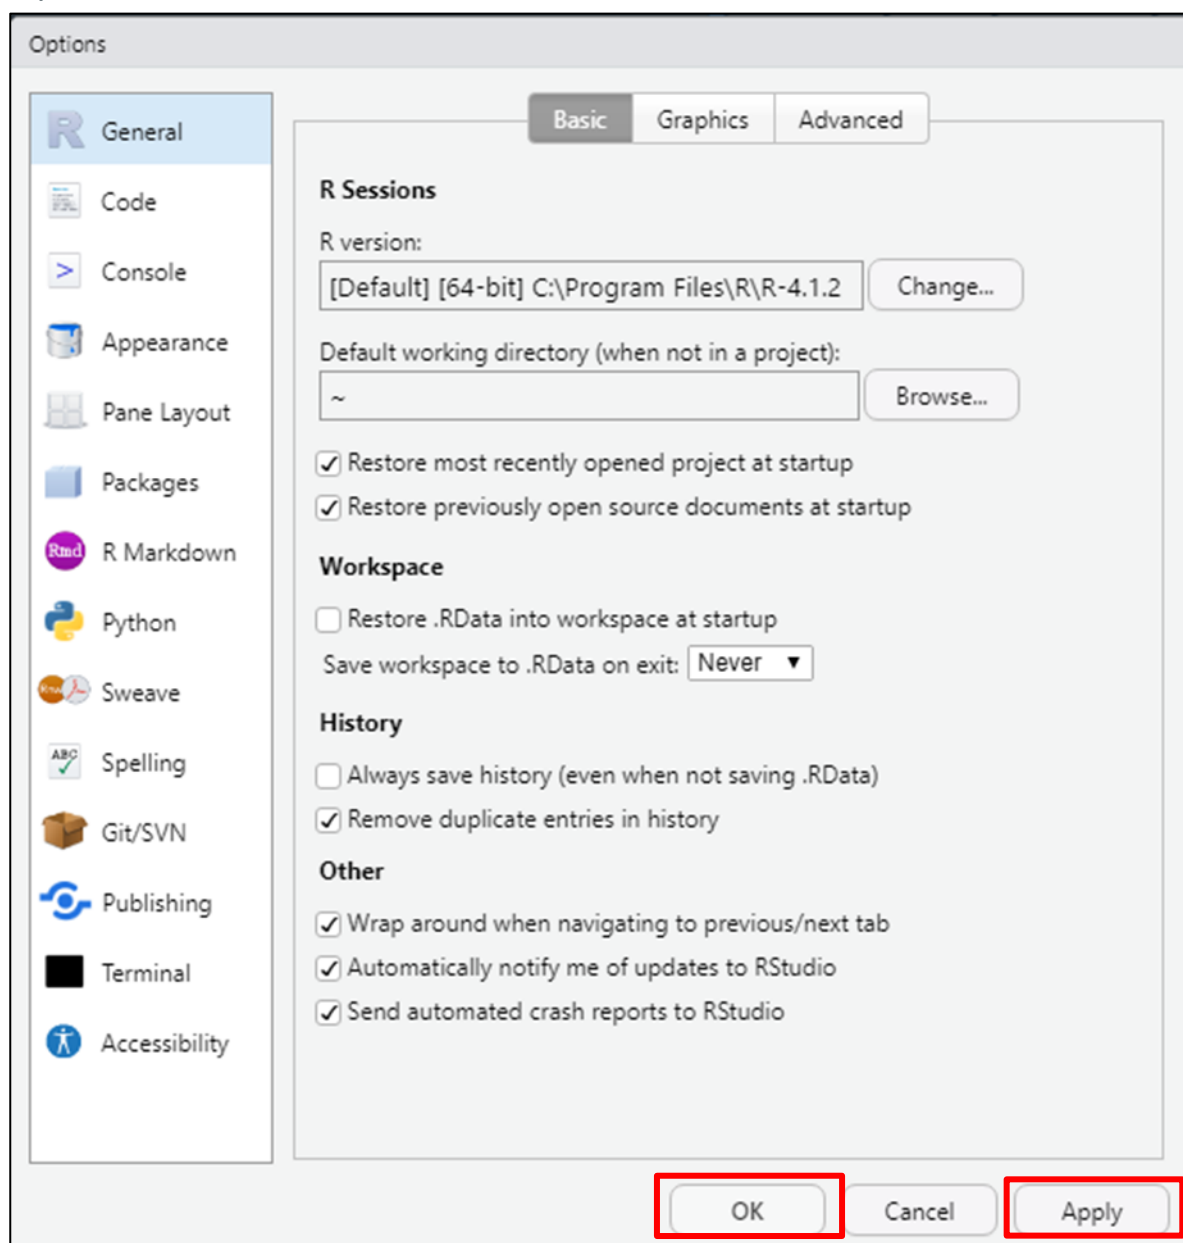 Options
General
Code
Console
Appearance
Pane Layout
Packages
Rmd R Markdown
Python
Sweave
ABC Spelling
Git/SVN
Publishing
Terminal
Accessibility
Basic Graphics Advanced
R Sessions
R version:
[Default] [64-bit] C:\Program Files\R\R-4.1.2 Change...
Default working directory (when not in a project):
~ Browse...
Restore most recently opened project at startup
Restore previously open source documents at startup
Workspace
Restore .RData into workspace at startup
Save workspace to .RData on exit: Never
History
Always save history (even when not saving .RData)
Remove duplicate entries in history
Other
Wrap around when navigating to previous/next tab
Automatically notify me of updates to RStudio
Send automated crash reports to RStudio
OK Cancel Apply